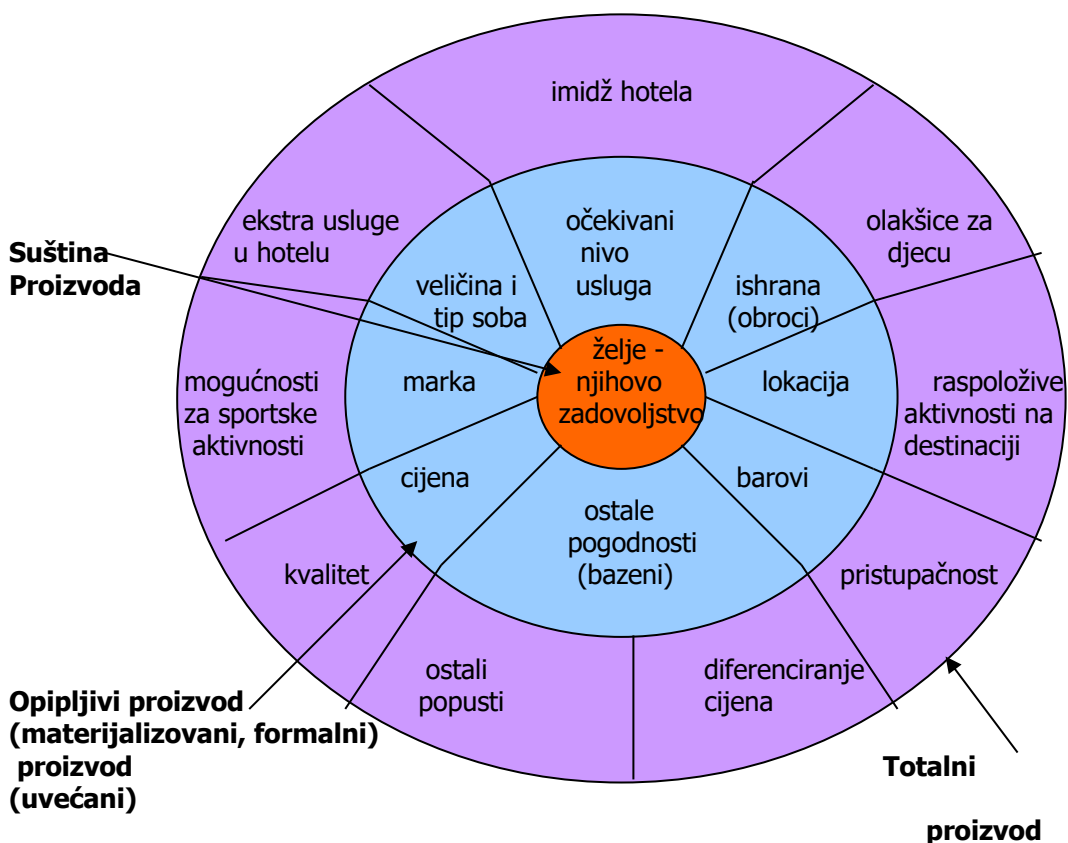 imidž hotela
ekstra usluge
u hotelu
očekivani
nivo
usluga
olakšice za
djecu
Suština
Proizvoda
veličina i
tip soba
ishrana
(obroci)
želje -
njihovo
zadovoljstvo
mogućnosti
za sportske
aktivnosti
marka
lokacija
raspoložive
aktivnosti na
destinaciji
cijena
barovi
ostale
pogodnosti
(bazeni)
kvalitet
pristupačnost
ostali
popusti
diferenciranje
cijena
Opipljivi proizvod
(materijalizovani, formalni)
proizvod
(uvećani)
Totalni
proizvod